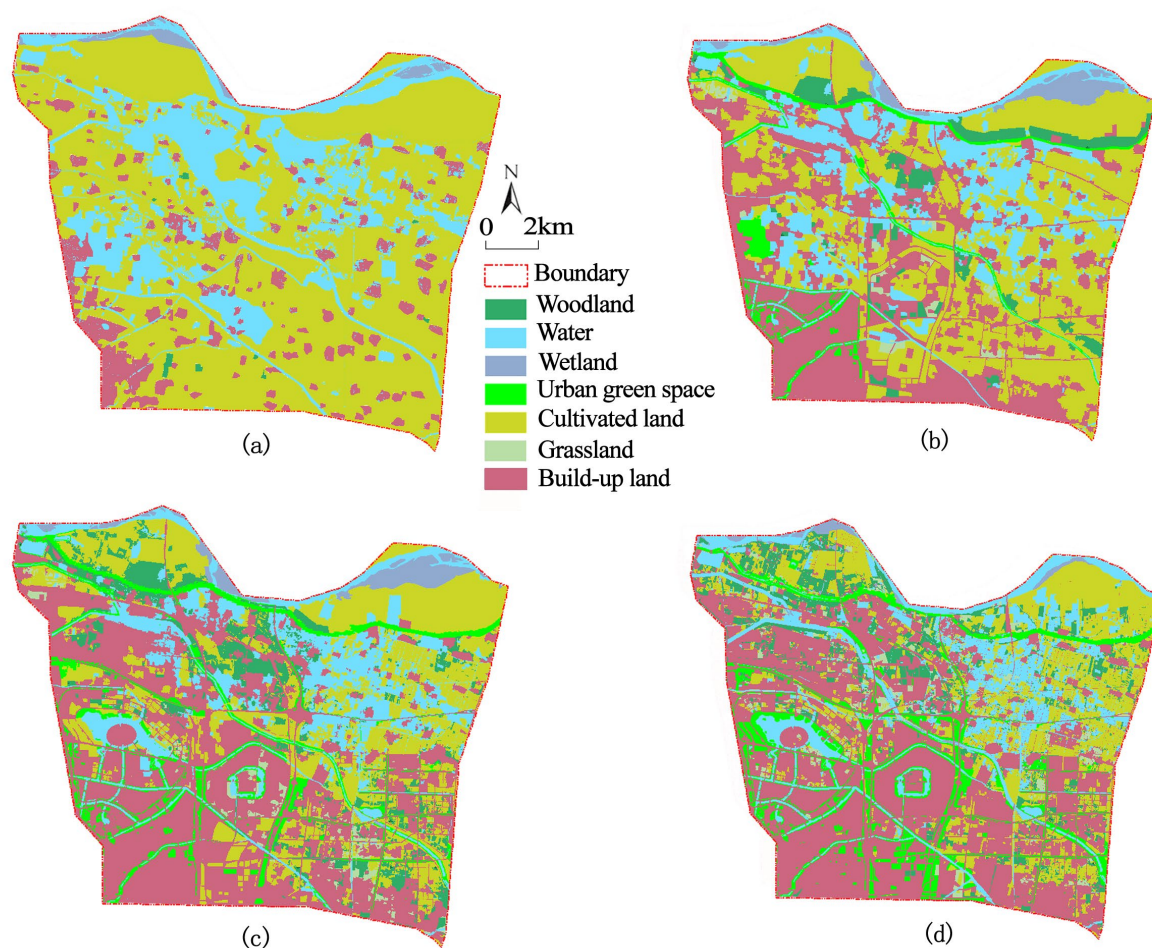 N
0 2km
Boundary
Woodland
Water
Wetland
Urban green space
Cultivated land
Grassland
Build-up land
(a)
(b)
(c)
(d)